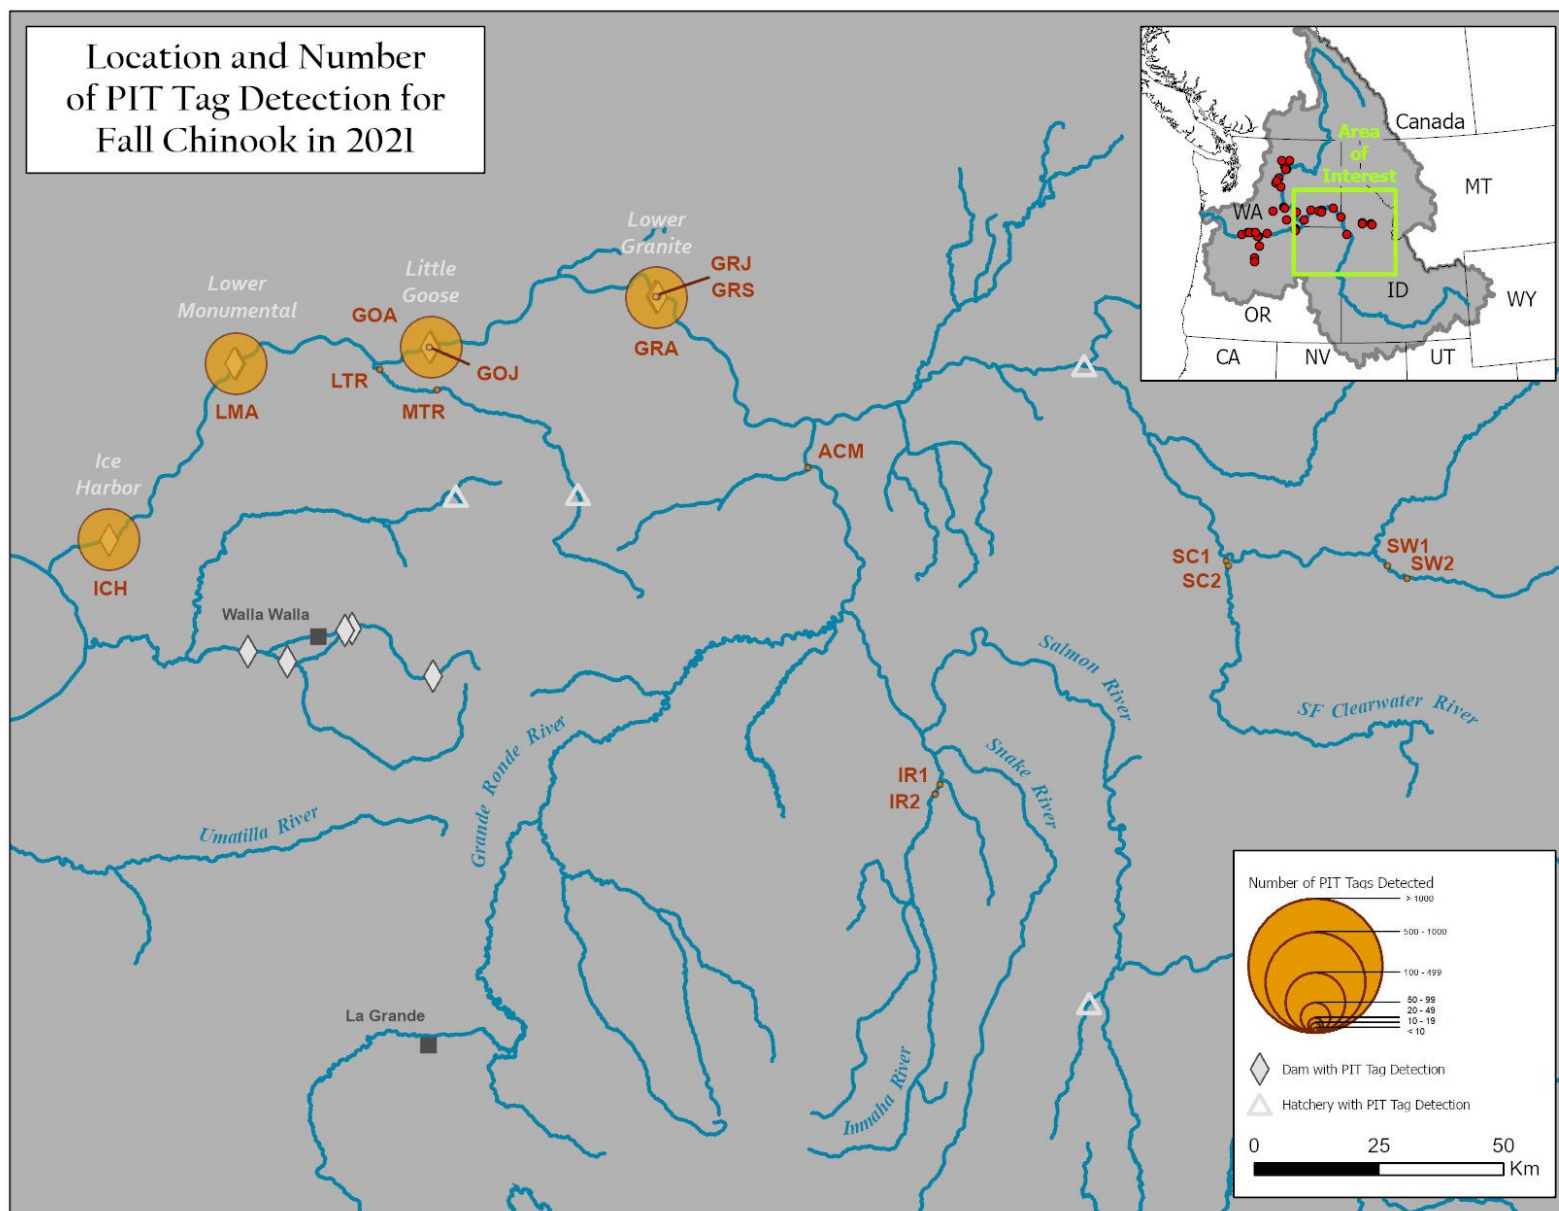 Location and Number
of PIT Tag Detection for
Fall Chinook in 2021
Canada
Area
of
Interest
MT
WA
ID
WY
OR
CA
NV
UT
Lower
Granite
GRJ
GRS
GRA
Little
Goose
GOA
GOJ
Lower
Monumental
LMA
LTR
MTR
ACM
Ice
Harbor
ICH
SC1
SC2
SW1
SW2
Walla Walla
Salmon River
SF Clearwater River
Grande Ronde River
Snake River
IR1
IR2
Umatilla River
La Grande
Imnaha River
Number of PIT Tags Detected
> 1000
500 - 1000
100 - 499
50 - 99
20 - 49
10 - 19
< 10
Dam with PIT Tag Detection
Hatchery with PIT Tag Detection
0 25 50
Km